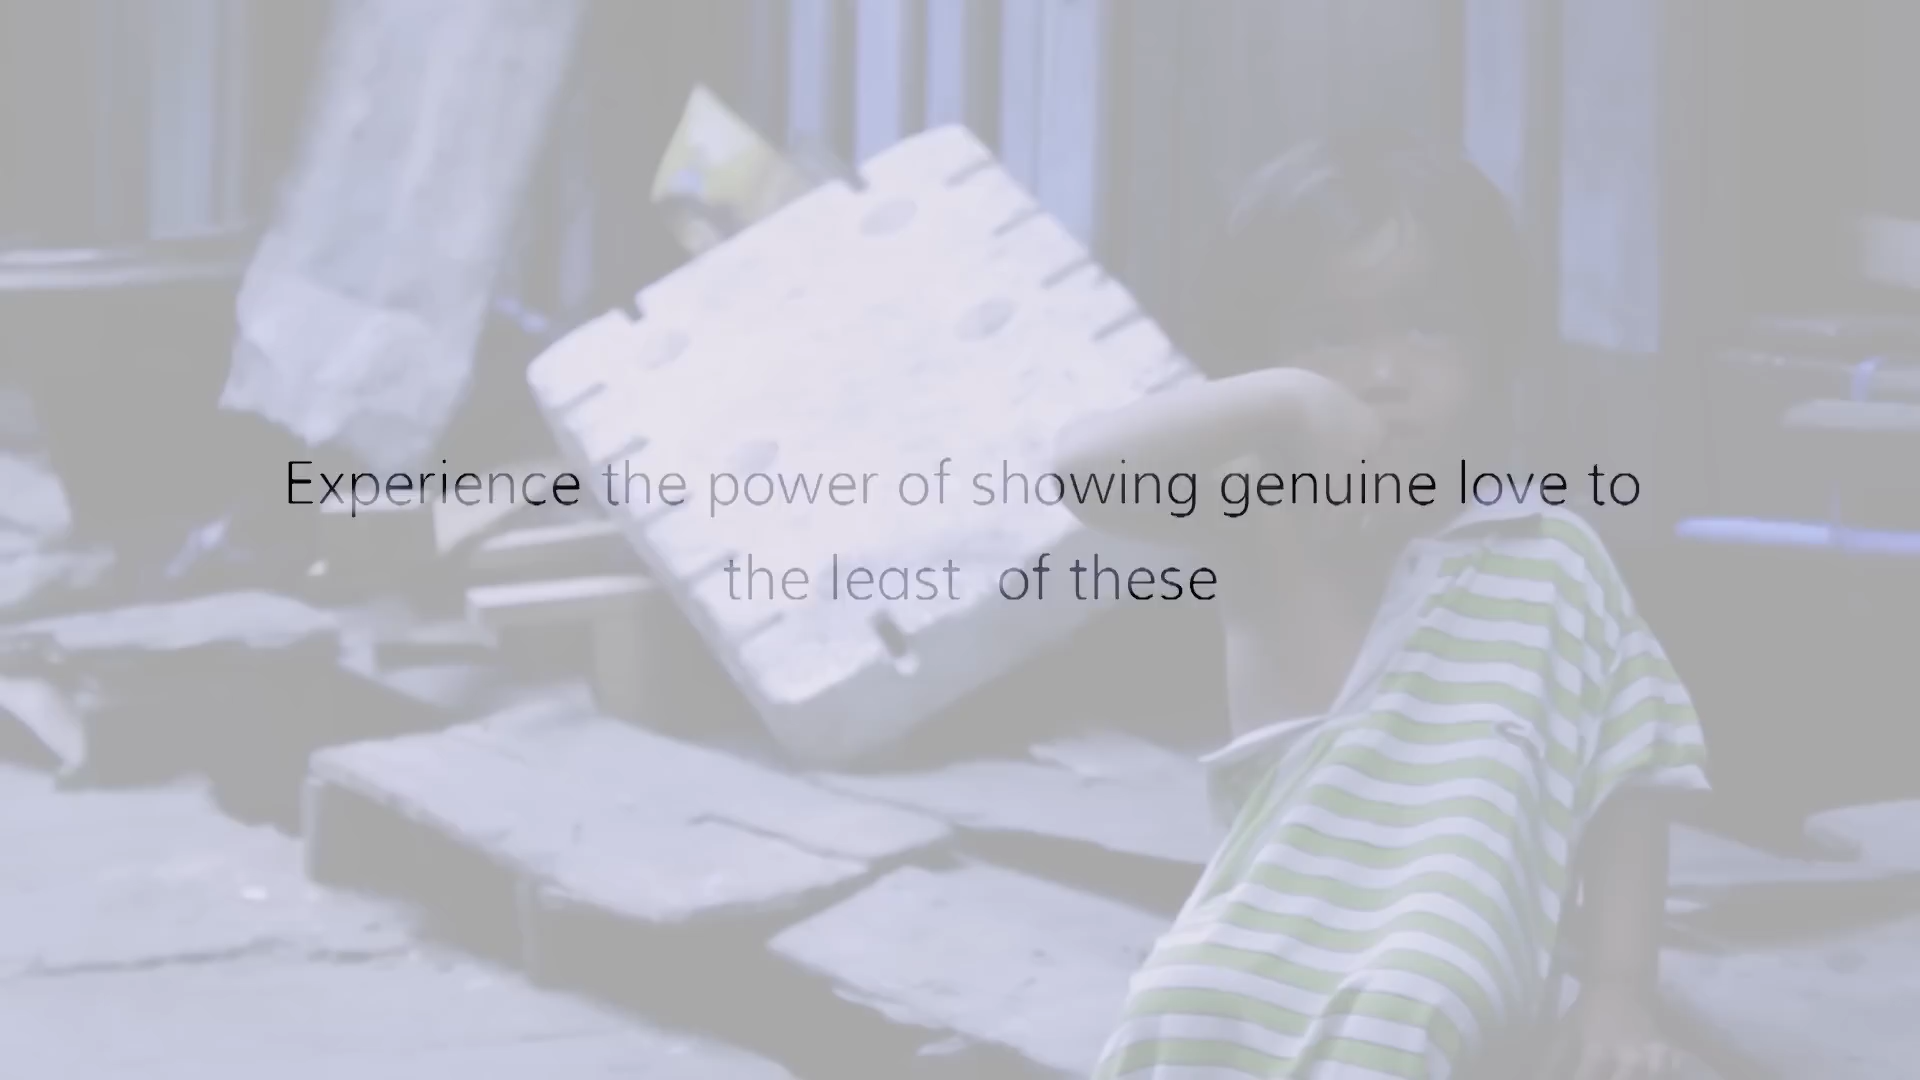 Experience the power of showing genuine love to
the least  of these